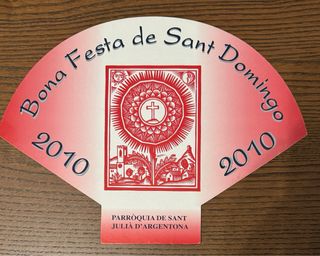 Bona Festa de Sant Domingo
2010
2010
PARRÒQUIA DE SANT
JULIÀ D'ARGENTONA